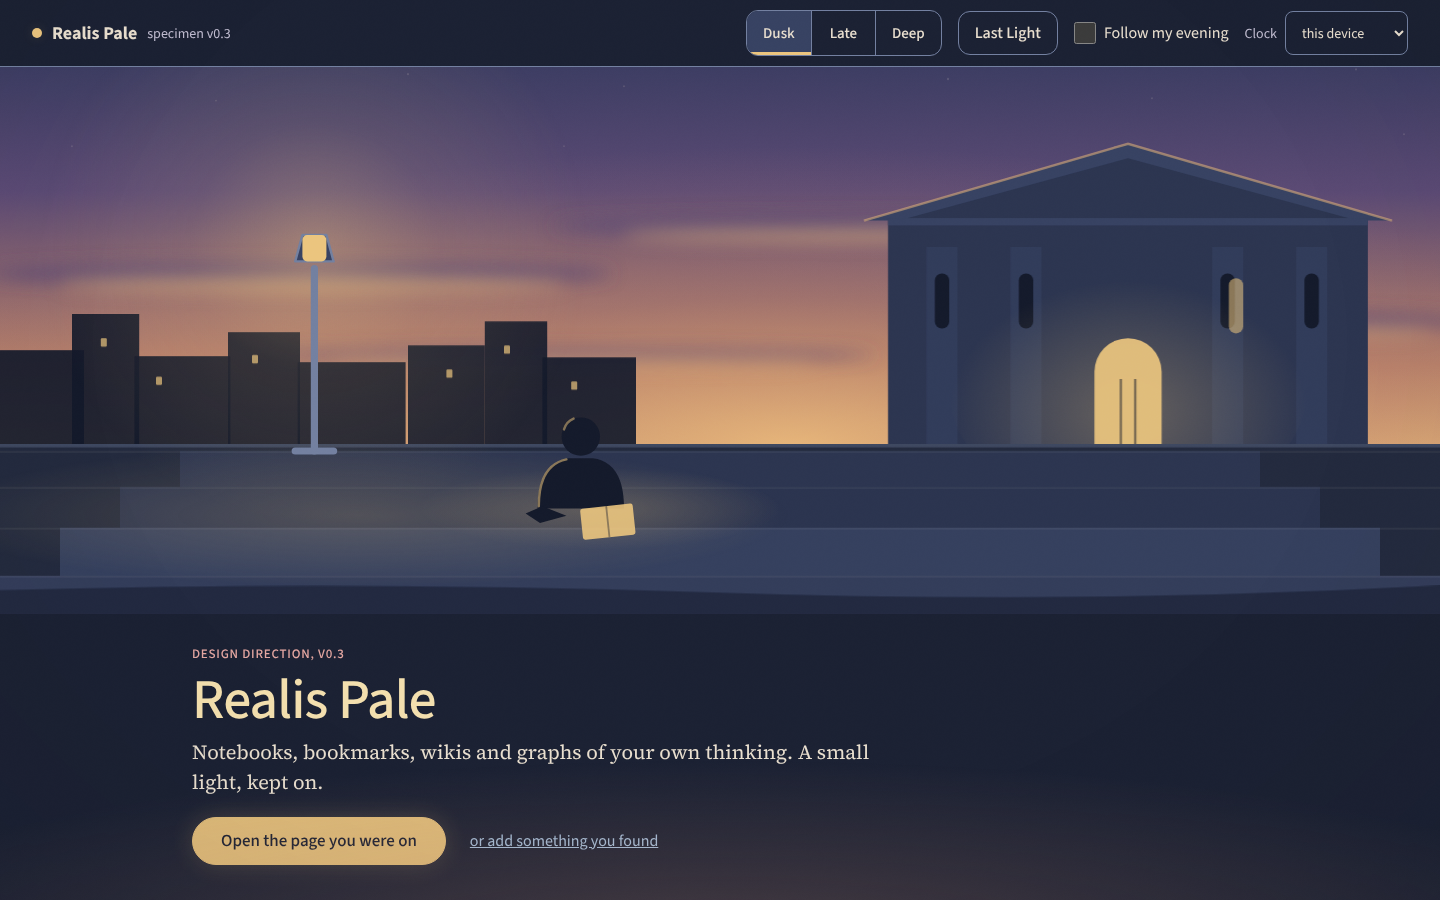 Realis Pale specimen v0.3 Dusk Late Deep Last Light Follow my evening Clock this device
DESIGN DIRECTION, V0.3
Realis Pale
Notebooks, bookmarks, wikis and graphs of your own thinking. A small
light, kept on.
Open the page you were on or add something you found